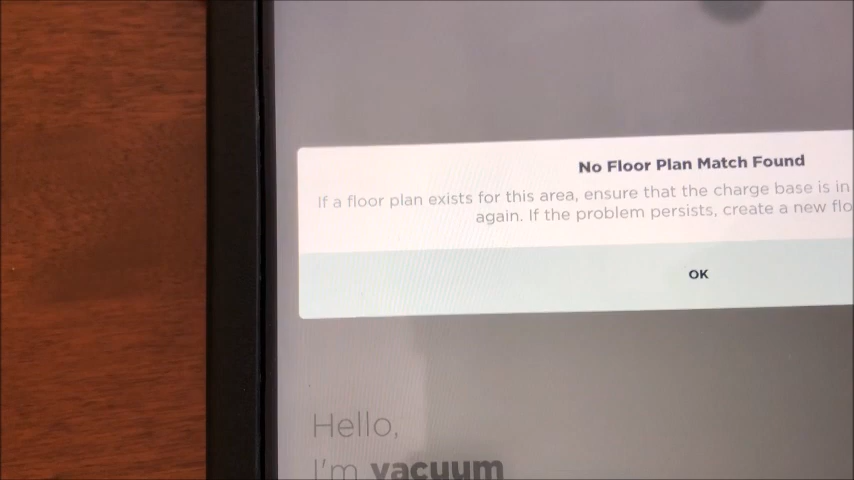 No Floor Plan Match Found
If a floor plan exists for this area, ensure that the charge base is in
again. If the problem persists, create a new
OK
Hello,
I'm vacuum